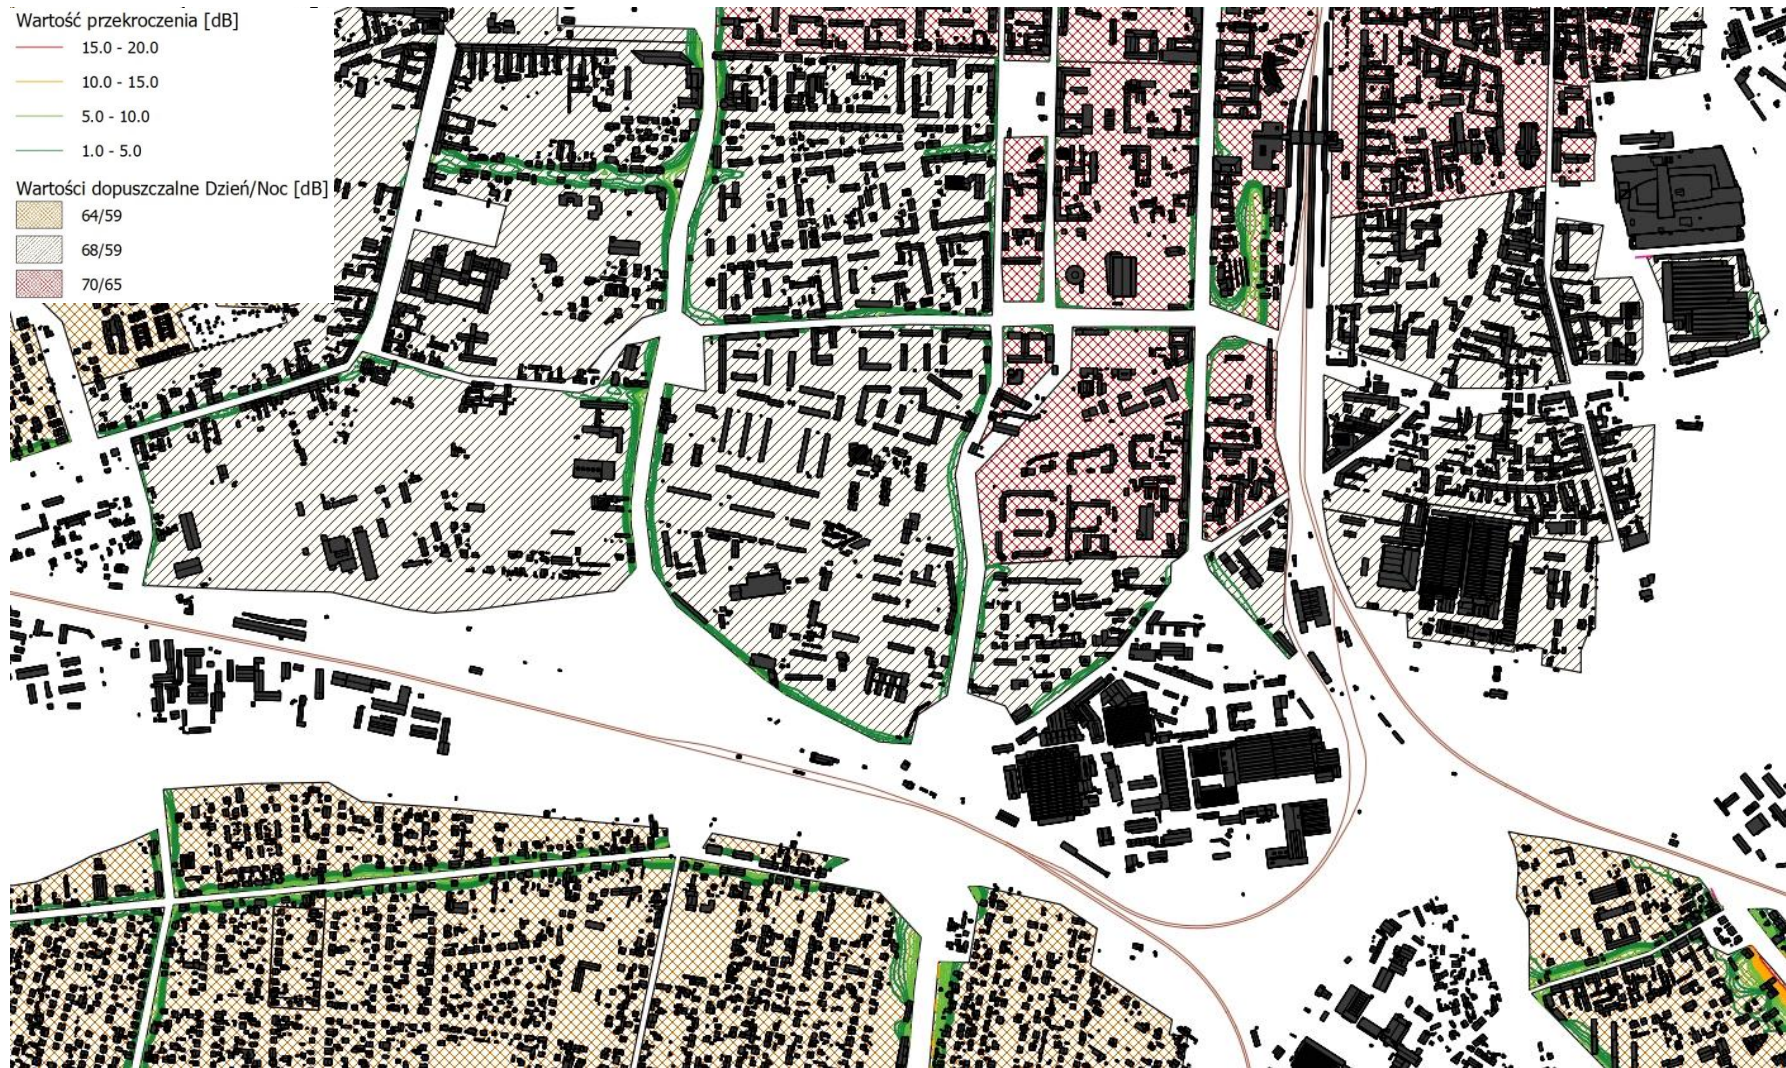 Wartość przekroczenia [dB]
15.0 - 20.0
10.0 - 15.0
5.0 - 10.0
1.0 - 5.0
Wartości dopuszczalne Dzień/Noc [dB]
64/59
68/59
70/65